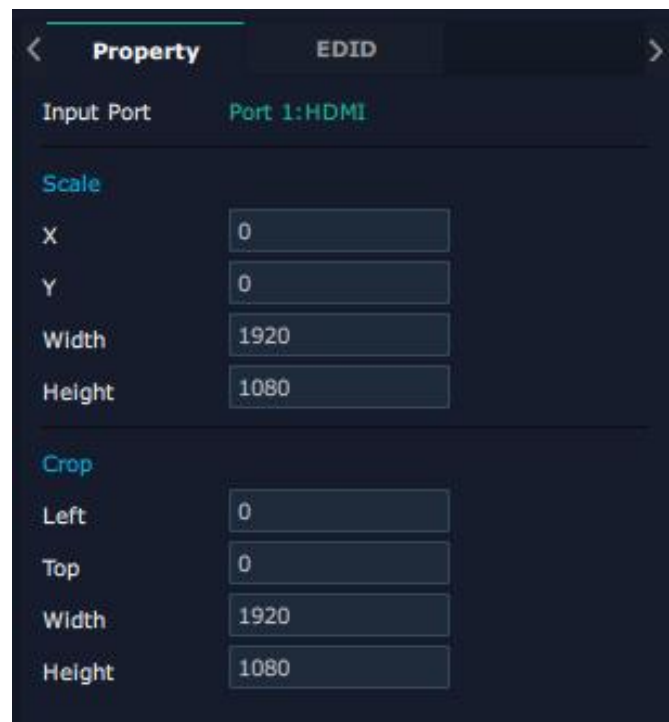 Property EDID
Input Port Port 1:HDMI
Scale
X 0
Y 0
Width 1920
Height 1080
Crop
Left 0
Top 0
Width 1920
Height 1080